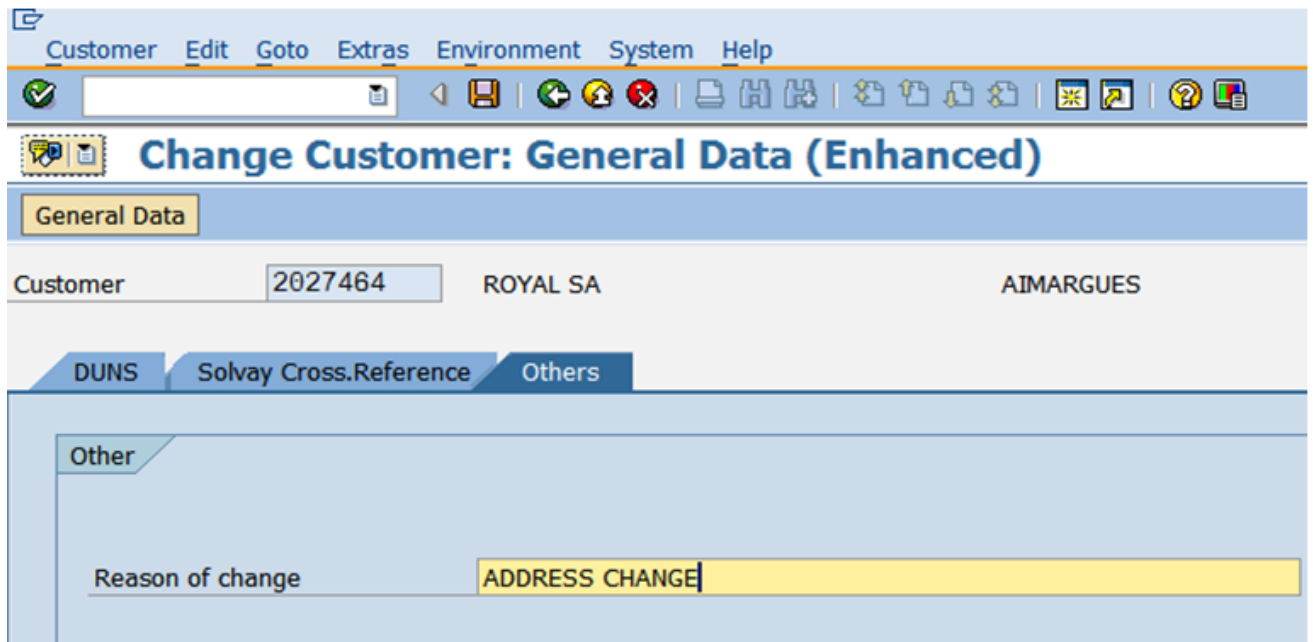 Customer Edit Goto Extras Environment System Help
Change Customer: General Data (Enhanced)
General Data
Customer 2027464 ROYAL SA AIMARGUES
DUNS Solvay Cross.Reference Others
Other
Reason of change ADDRESS CHANGE